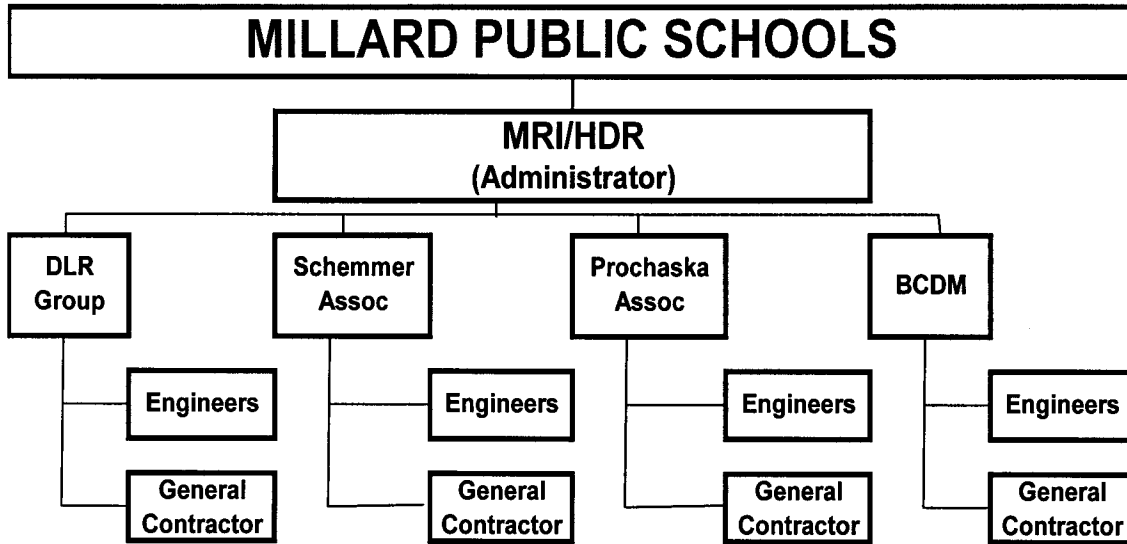 MILLARD PUBLIC SCHOOLS
MRI/HDR
(Administrator)
DLR
Group
Schemmer
Assoc
Prochaska
Assoc
BCDM
Engineers
Engineers
Engineers
Engineers
General
Contractor
General
Contractor
General
Contractor
General
Contractor